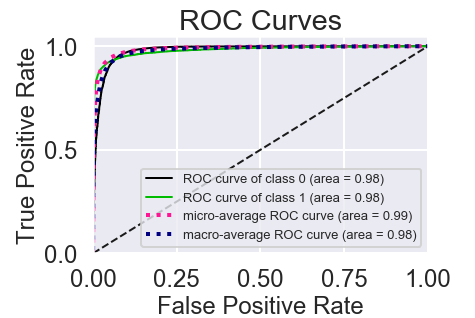 ROC Curves
True Positive Rate
1.0
0.5
0.0
ROC curve of class 0 (area = 0.98)
ROC curve of class 1 (area = 0.98)
micro-average ROC curve (area = 0.99)
macro-average ROC curve (area = 0.98)
0.00 0.25 0.50 0.75 1.00
False Positive Rate